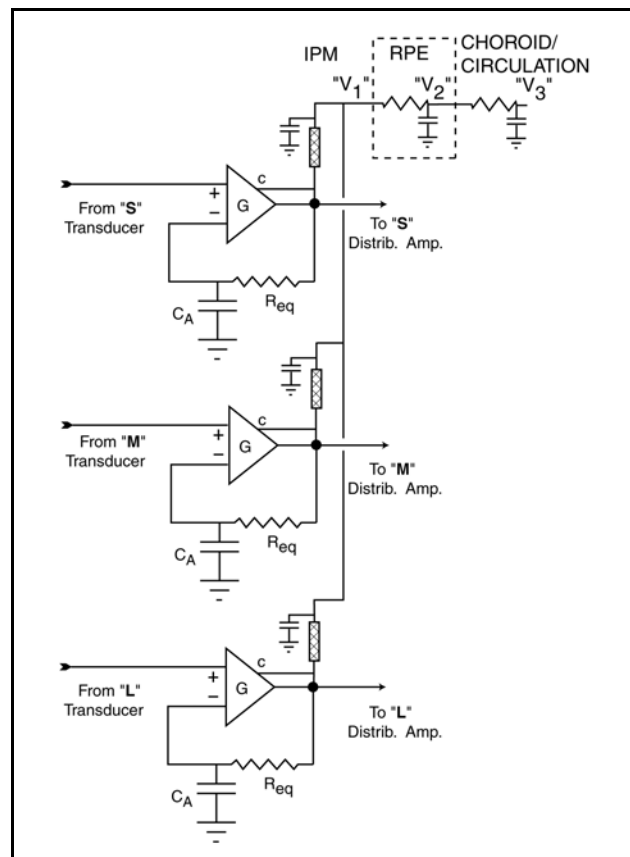 IPM
RPE
CHOROID/
CIRCULATION
"V1"
"V2"
"V3"
c
+
−
G
From "S"
Transducer
To "S"
Distrib. Amp.
Req
CA
c
+
−
G
From "M"
Transducer
To "M"
Distrib. Amp.
Req
CA
c
+
−
G
From "L"
Transducer
To "L"
Distrib. Amp.
Req
CA